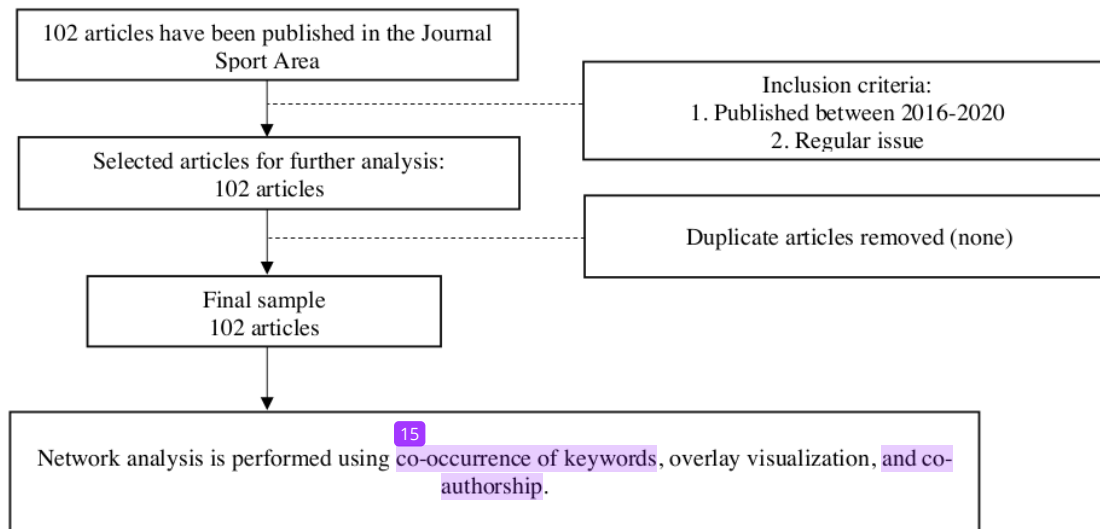 102 articles have been published in the Journal
Sport Area
Inclusion criteria:
1. Published between 2016-2020
2. Regular issue
Selected articles for further analysis:
102 articles
Duplicate articles removed (none)
Final sample
102 articles
15
Network analysis is performed using co-occurrence of keywords, overlay visualization, and co-
authorship.